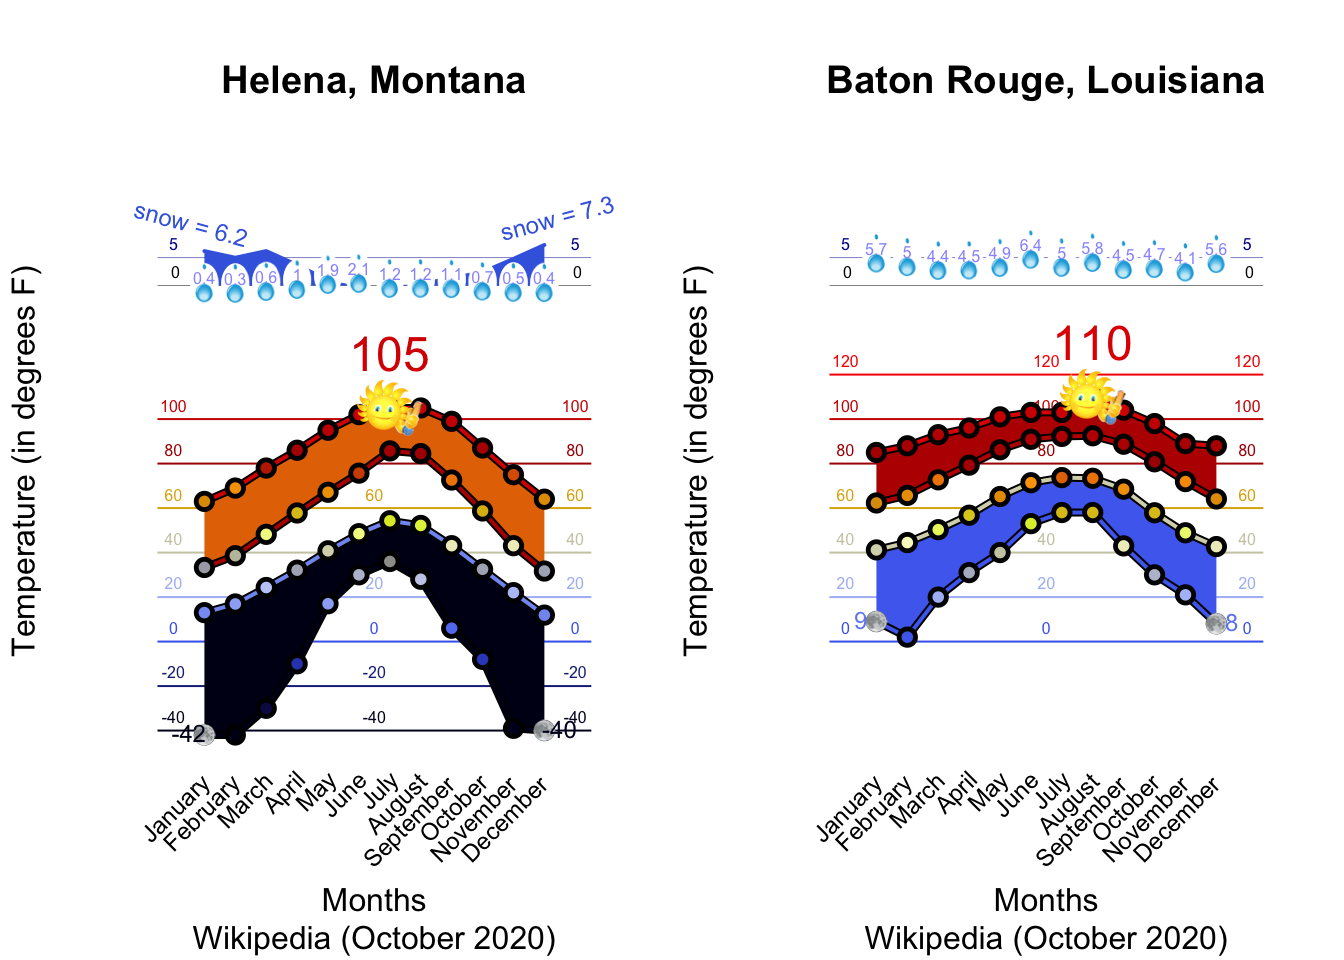 Helena, Montana
snow = 6.2
snow = 7.3
5
5
0
0
0.4 0.3 0.6 1 1.9 2.1 1.2 1.2 1.1 0.7 0.5 0.4
105
100 100
80 80
60 60 60
40 40
20 20 20
0 0 0
-20 -20 -20
-40 -40 -40
-42 -40
Temperature (in degrees F)
January
February
March
April
May
June
July
August
September
October
November
December
Months
Wikipedia (October 2020)
Baton Rouge, Louisiana
5
5
0
0
5.7 5 4.4 4.5 4.9 6.4 5 5.8 4.5 4.7 4.1 5.6
110
120 120 120
100 100 100
80 80 80
60 60
40 40 40
20 20 20
0 0 0
9 8
Temperature (in degrees F)
January
February
March
April
May
June
July
August
September
October
November
December
Months
Wikipedia (October 2020)